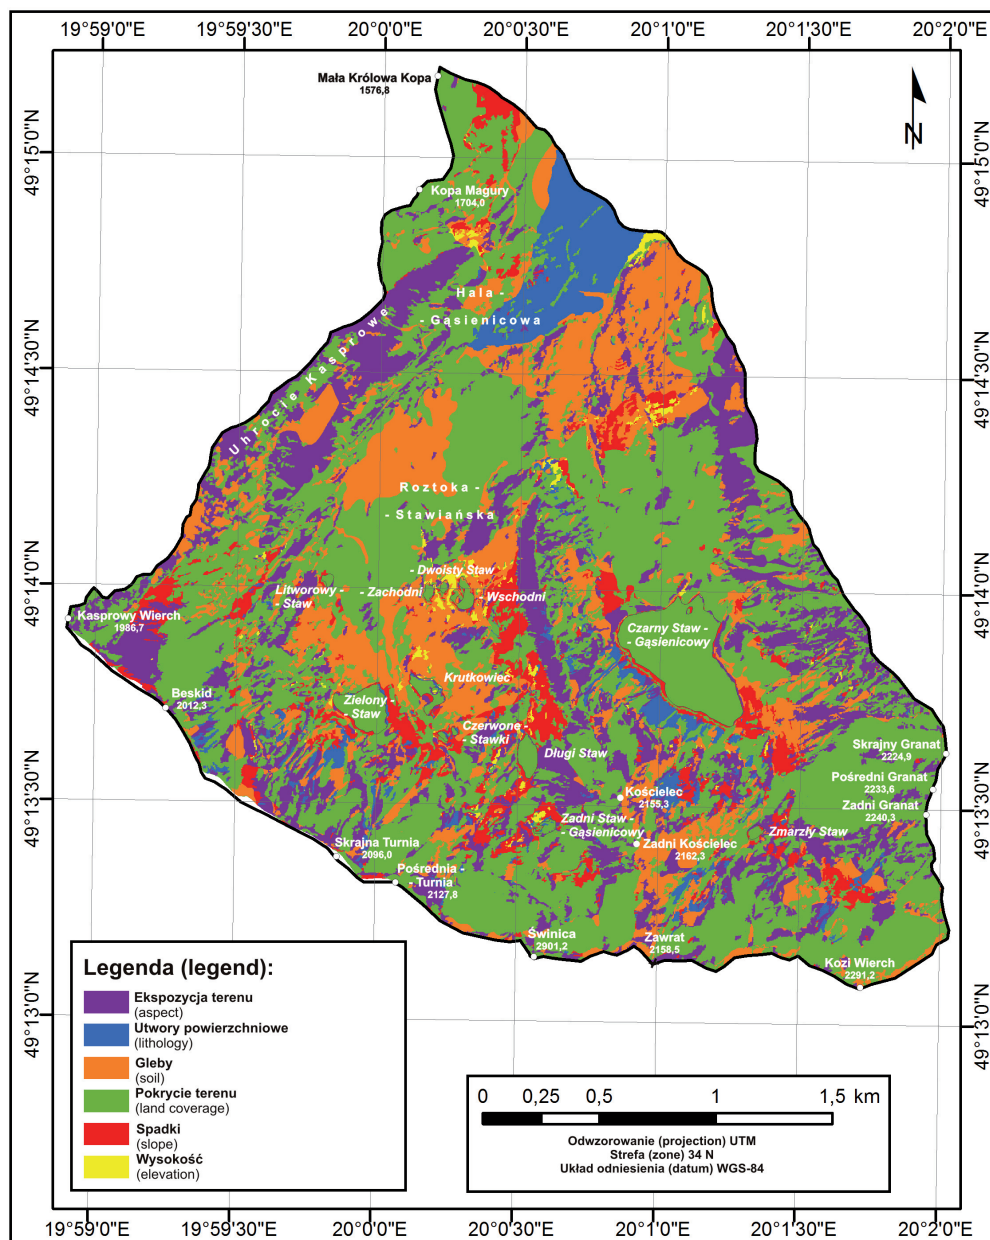 19°59'0"E 19°59'30"E 20°0'0"E 20°0'30"E 20°1'0"E 20°1'30"E 20°2'0"E
49°15'0"N
49°14'30"N
49°14'0"N
49°13'30"N
49°13'0"N
49°15'0"N
49°14'30"N
49°14'0"N
49°13'30"N
49°13'0"N
N
Mała Królowa Kopa
1576,8
Kopa Magury
1704,0
Hala -
- Gąsienicowa
Uhrocie Kasprowe
Roztoka -
- Stawiańska
- Dwoisty Staw
- Zachodni
- Wschodni
Litworowy -
- Staw
Kasprowy Wierch
1986,7
Czarny Staw -
- Gąsienicowy
Krutkowiec
Beskid
2012,3
Zielony -
- Staw
Czerwone -
- Stawki
Długi Staw
Skrajny Granat
2224,9
Pośredni Granat
2233,6
Zadni Granat
2240,3
Kościelec
2155,3
Zadni Staw -
- Gąsienicowy
Zmarzły Staw
Zadni Kościelec
2162,3
Skrajna Turnia
2096,0
Pośrednia -
- Turnia
2127,8
Świnica
2901,2
Zawrat
2158,5
Kozi Wierch
2291,2
Legenda (legend):
Ekspozycja terenu
(aspect)
Utwory powierzchniowe
(lithology)
Gleby
(soil)
Pokrycie terenu
(land coverage)
Spadki
(slope)
Wysokość
(elevation)
0 0,25 0,5 1 1,5 km
Odwzorowanie (projection) UTM
Strefa (zone) 34 N
Układ odniesienia (datum) WGS-84
19°59'0"E 19°59'30"E 20°0'0"E 20°0'30"E 20°1'0"E 20°1'30"E 20°2'0"E